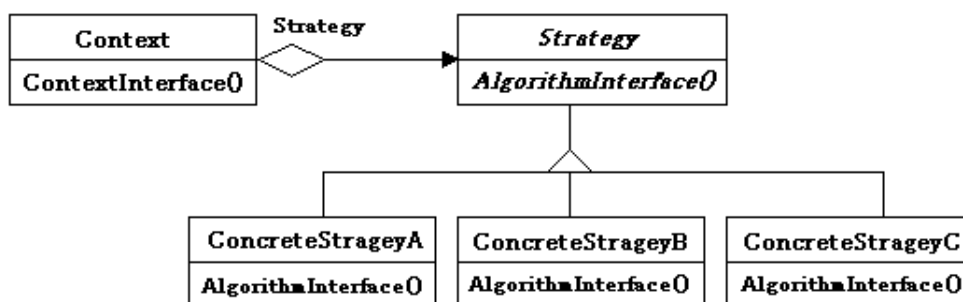 Context
Strategy
Strategy
ContextInterface()
AlgorithmInterface()
ConcreteStrageyA
ConcreteStrageyB
ConcreteStrageyC
AlgorithmInterface()
AlgorithmInterface()
AlgorithmInterface()